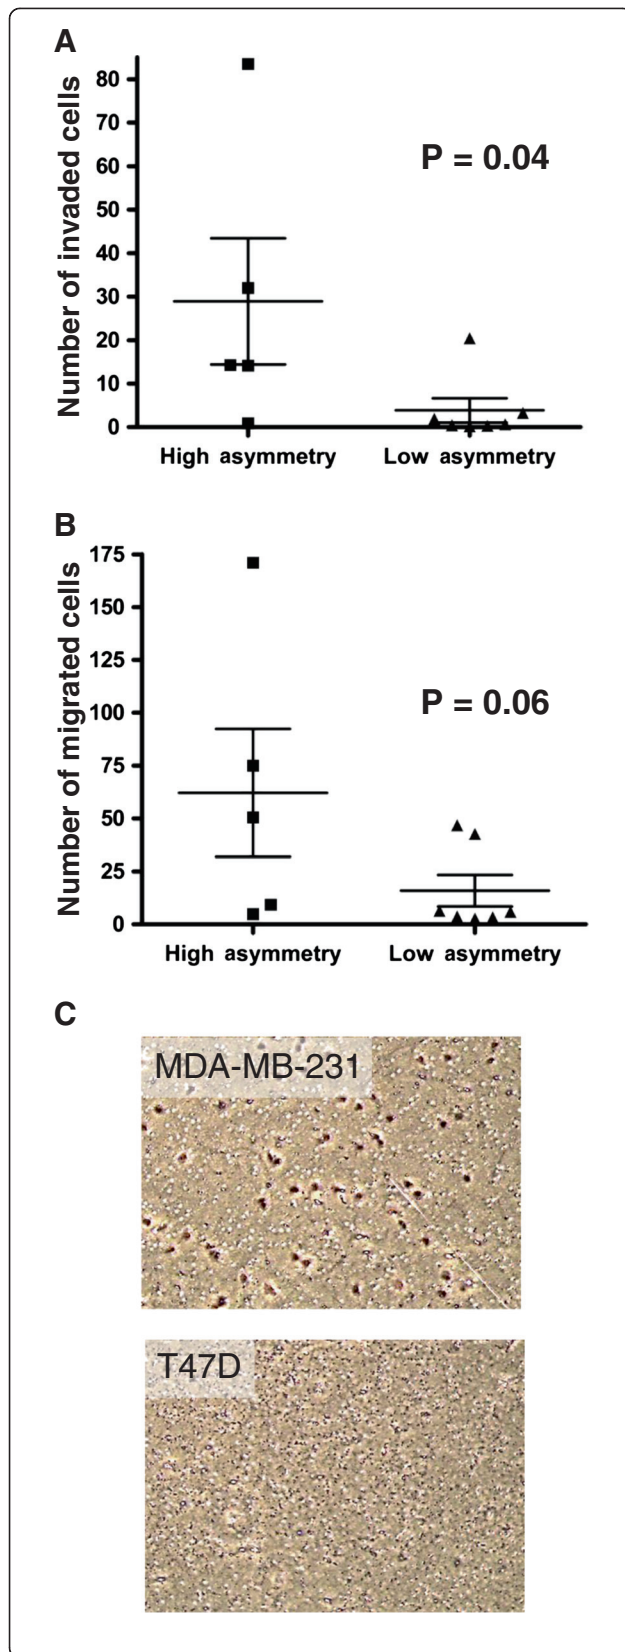 A
Number of invaded cells
80
70
60
50
40
30
20
10
0
P = 0.04
High asymmetry
Low asymmetry
B
Number of migrated cells
175
150
125
100
75
50
25
0
P = 0.06
High asymmetry
Low asymmetry
C
MDA-MB-231
T47D